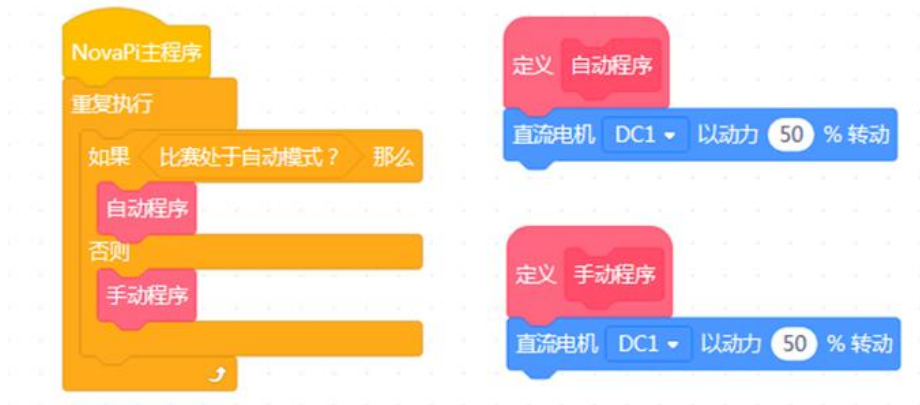 NovaPi主程序
重复执行
如果 比赛处于自动模式？ 那么
自动程序
否则
手动程序
定义 自动程序
直流电机 DC1 以动力 50 % 转动
定义 手动程序
直流电机 DC1 以动力 50 % 转动